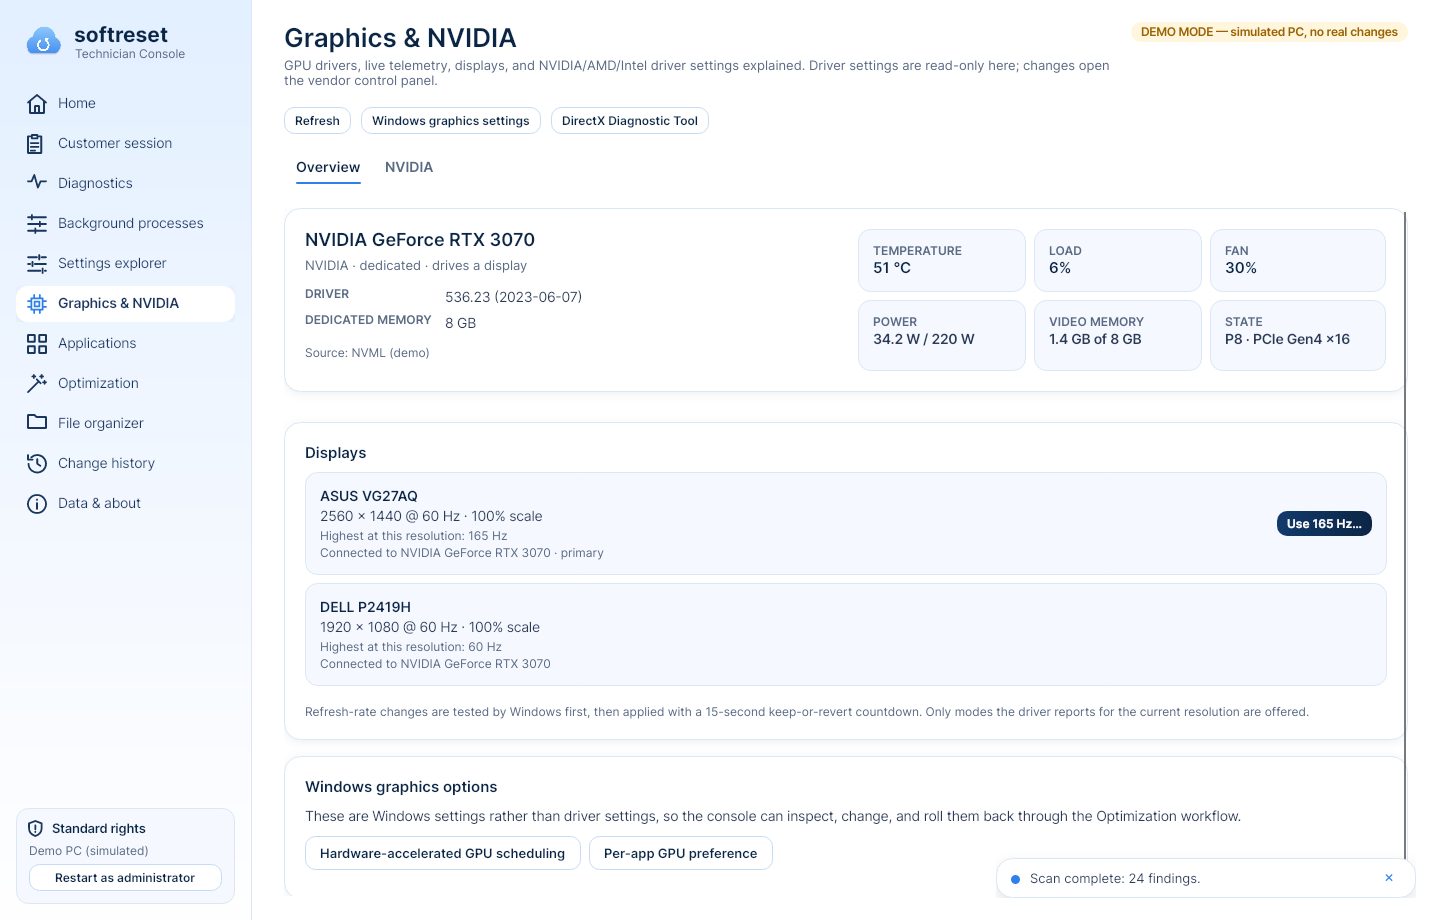 softreset
Technician Console
Home
Customer session
Diagnostics
Background processes
Settings explorer
Graphics & NVIDIA
Applications
Optimization
File organizer
Change history
Data & about
Standard rights
Demo PC (simulated)
Restart as administrator
Graphics & NVIDIA
DEMO MODE — simulated PC, no real changes
GPU drivers, live telemetry, displays, and NVIDIA/AMD/Intel driver settings explained. Driver settings are read-only here; changes open
the vendor control panel.
Refresh
Windows graphics settings
DirectX Diagnostic Tool
Overview
NVIDIA
NVIDIA GeForce RTX 3070
NVIDIA · dedicated · drives a display
DRIVER
536.23 (2023-06-07)
DEDICATED MEMORY
8 GB
Source: NVML (demo)
TEMPERATURE
51 °C
LOAD
6%
FAN
30%
POWER
34.2 W / 220 W
VIDEO MEMORY
1.4 GB of 8 GB
STATE
P8 · PCIe Gen4 ×16
Displays
ASUS VG27AQ
2560 × 1440 @ 60 Hz · 100% scale
Highest at this resolution: 165 Hz
Connected to NVIDIA GeForce RTX 3070 · primary
Use 165 Hz…
DELL P2419H
1920 × 1080 @ 60 Hz · 100% scale
Highest at this resolution: 60 Hz
Connected to NVIDIA GeForce RTX 3070
Refresh-rate changes are tested by Windows first, then applied with a 15-second keep-or-revert countdown. Only modes the driver reports for the current resolution are offered.
Windows graphics options
These are Windows settings rather than driver settings, so the console can inspect, change, and roll them back through the Optimization workflow.
Hardware-accelerated GPU scheduling
Per-app GPU preference
Scan complete: 24 findings.